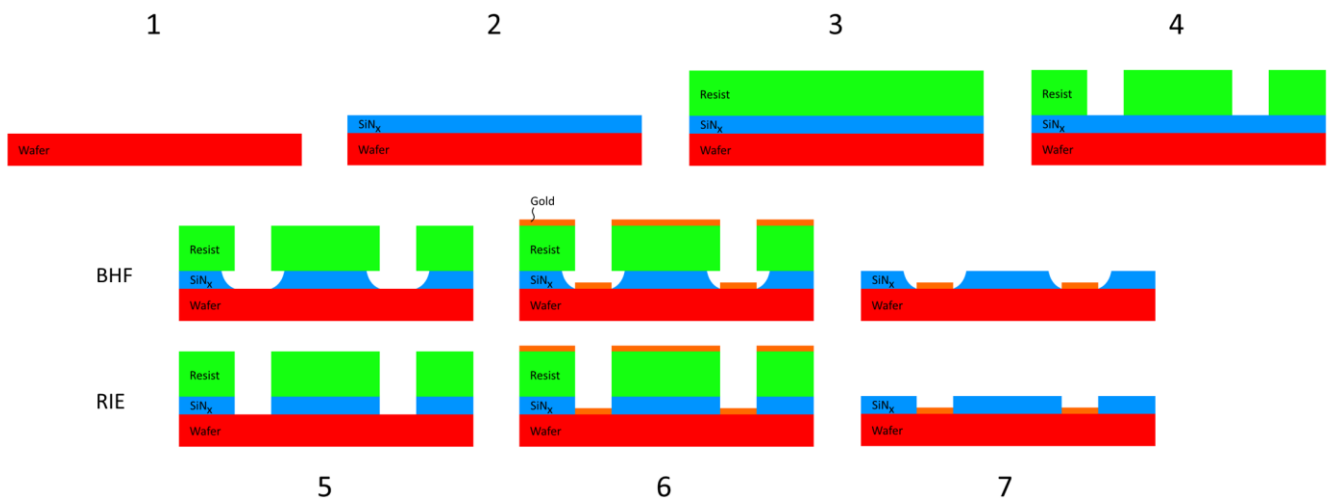 1 2 3 4
Resist Resist
SiNx SiNx SiNx
Wafer Wafer Wafer Wafer
Gold
BHF Resist Resist
SiNx SiNx SiNx
Wafer Wafer Wafer
RIE Resist Resist
SiNx SiNx SiNx
Wafer Wafer Wafer
5 6 7